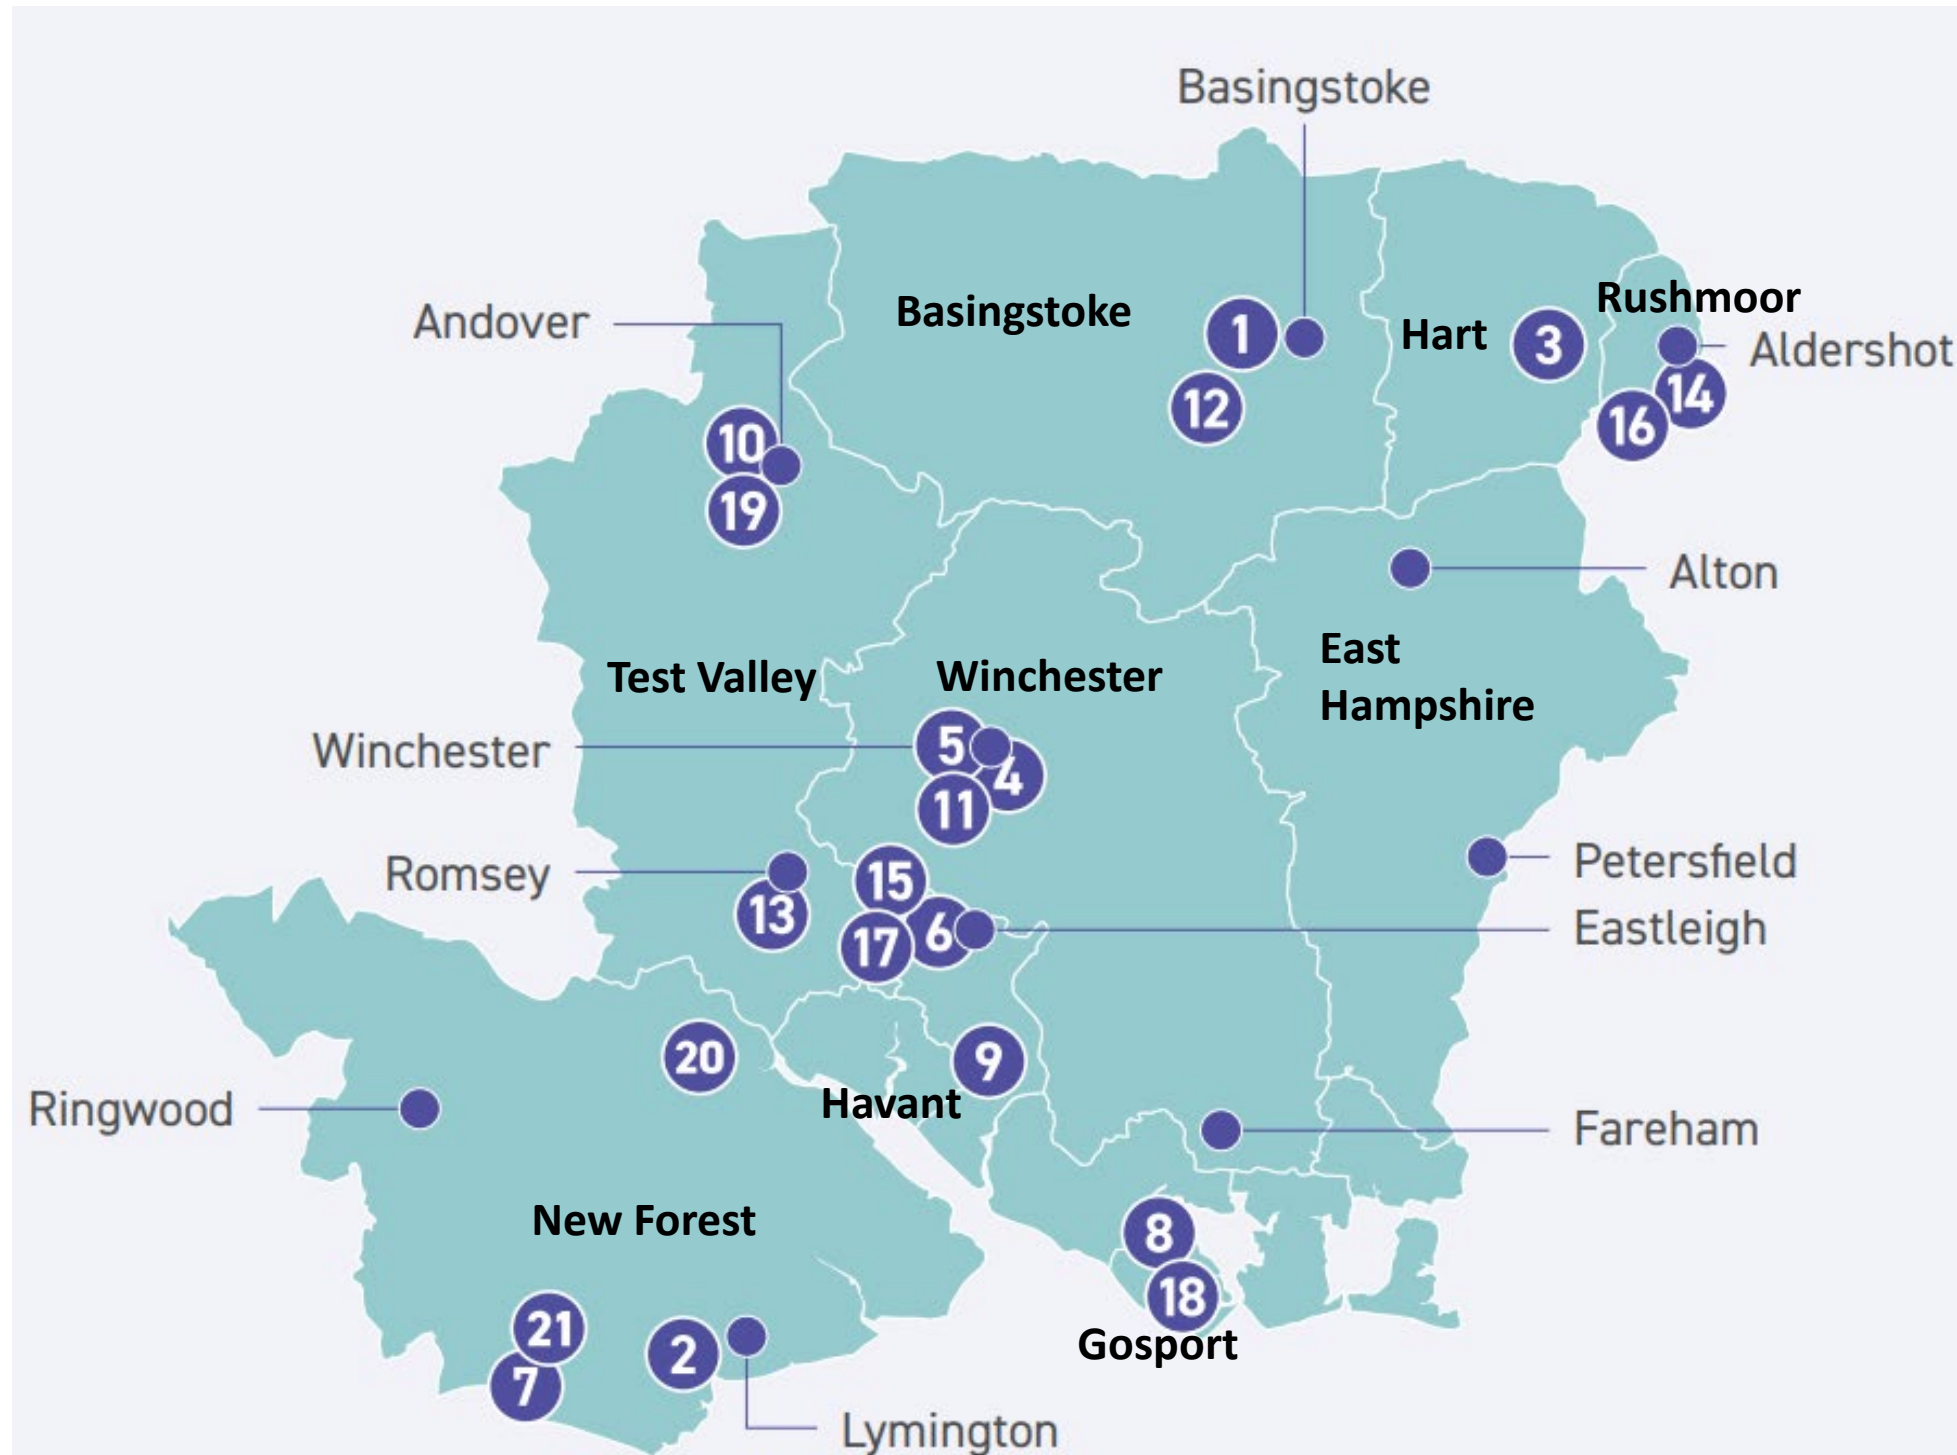 Basingstoke
Rushmoor
Basingstoke
Andover
1
Hart
3
Aldershot
12
14
16
10
19
Alton
East
Hampshire
Test Valley
Winchester
Winchester
5
4
11
Petersfield
Romsey
15
13
17
6
Eastleigh
20
9
Havant
Ringwood
Fareham
New Forest
8
18
21
2
Gosport
7
Lymington